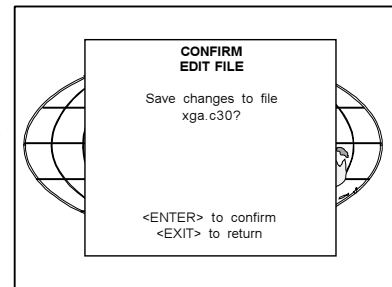 CONFIRM
EDIT FILE
Save changes to file
xga.c30?
<ENTER> to confirm
<EXIT> to return